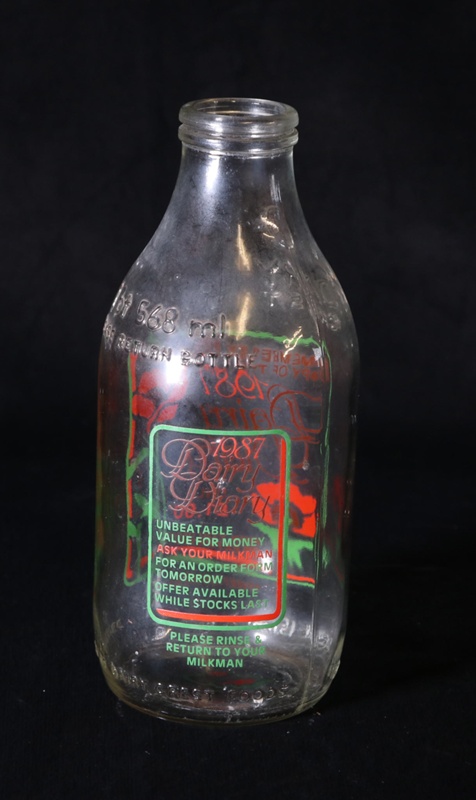 568 ml
RETURN BOTTLE
1987
Dairy
Diary
UNBEATABLE
VALUE FOR MONEY
ASK YOUR MILKMAN
FOR AN ORDER FORM
TOMORROW
OFFER AVAILABLE
WHILE STOCKS LAST
PLEASE RINSE &
RETURN TO YOUR
MILKMAN